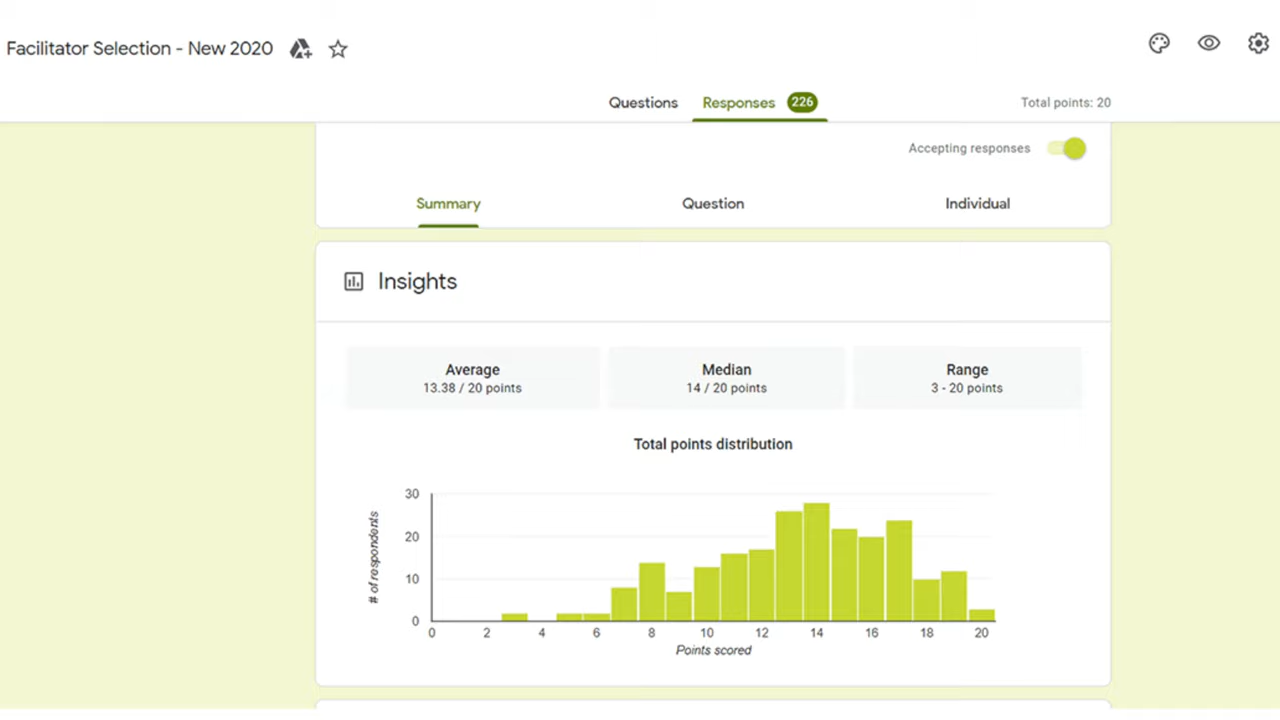 Facilitator Selection - New 2020
Questions
Responses
226
Total points: 20
Accepting responses
Summary
Question
Individual
Insights
Average
13.38 / 20 points
Median
14 / 20 points
Range
3 - 20 points
Total points distribution
# of respondents
30
20
10
0
0 2 4 6 8 10 12 14 16 18 20
Points scored